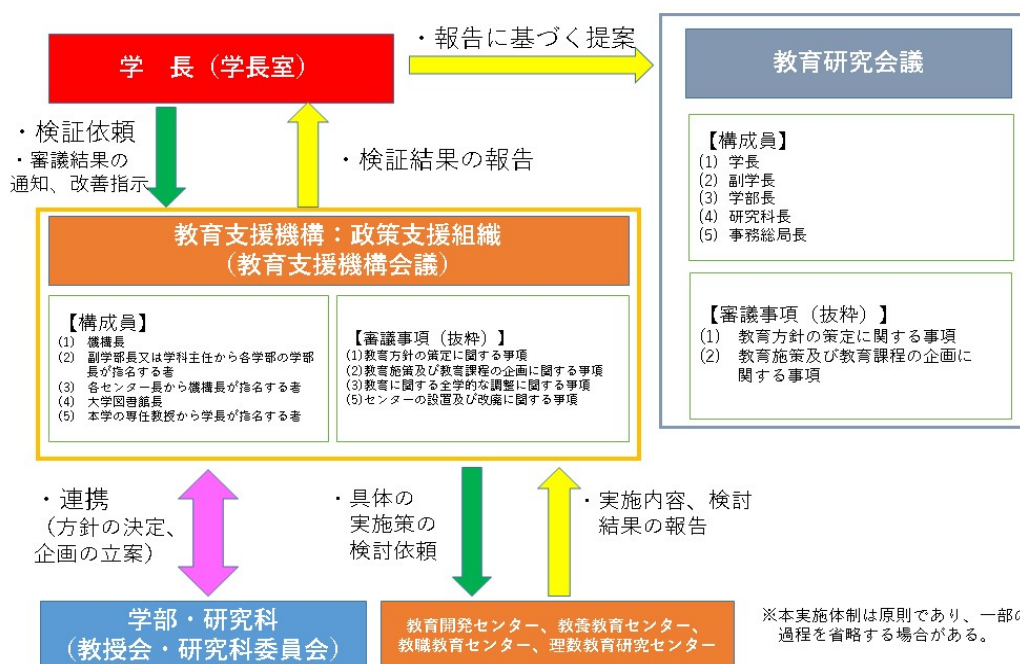 学　長（学長室）
・報告に基づく提案
教育研究会議
・検証依頼
・審議結果の
通知、改善指示
・検証結果の報告
【構成員】
(1) 学長
(2) 副学長
(3) 学部長
(4) 研究科長
(5) 事務総局長
教育支援機構：政策支援組織
（教育支援機構会議）
【構成員】
(1) 機構長
(2) 副学部長又は学科主任から各学部の学部
長が指名する者
(3) 各センター長から機構長が指名する者
(4) 大学図書館長
(5) 本学の専任教授から学長が指名する者
【審議事項（抜粋）】
(1)教育方針の策定に関する事項
(2)教育施策及び教育課程の企画に関する事項
(3)教育に関する全学的な調整に関する事項
(5)センターの設置及び改廃に関する事項
【審議事項（抜粋）】
(1) 教育方針の策定に関する事項
(2) 教育施策及び教育課程の企画に
関する事項
・連携
（方針の決定、
企画の立案）
・具体の
実施策の
検討依頼
・実施内容、検討
結果の報告
学部・研究科
（教授会・研究科委員会）
教育開発センター、教養教育センター、
教職教育センター、理数教育研究センター
※本実施体制は原則であり、一部の
過程を省略する場合がある。